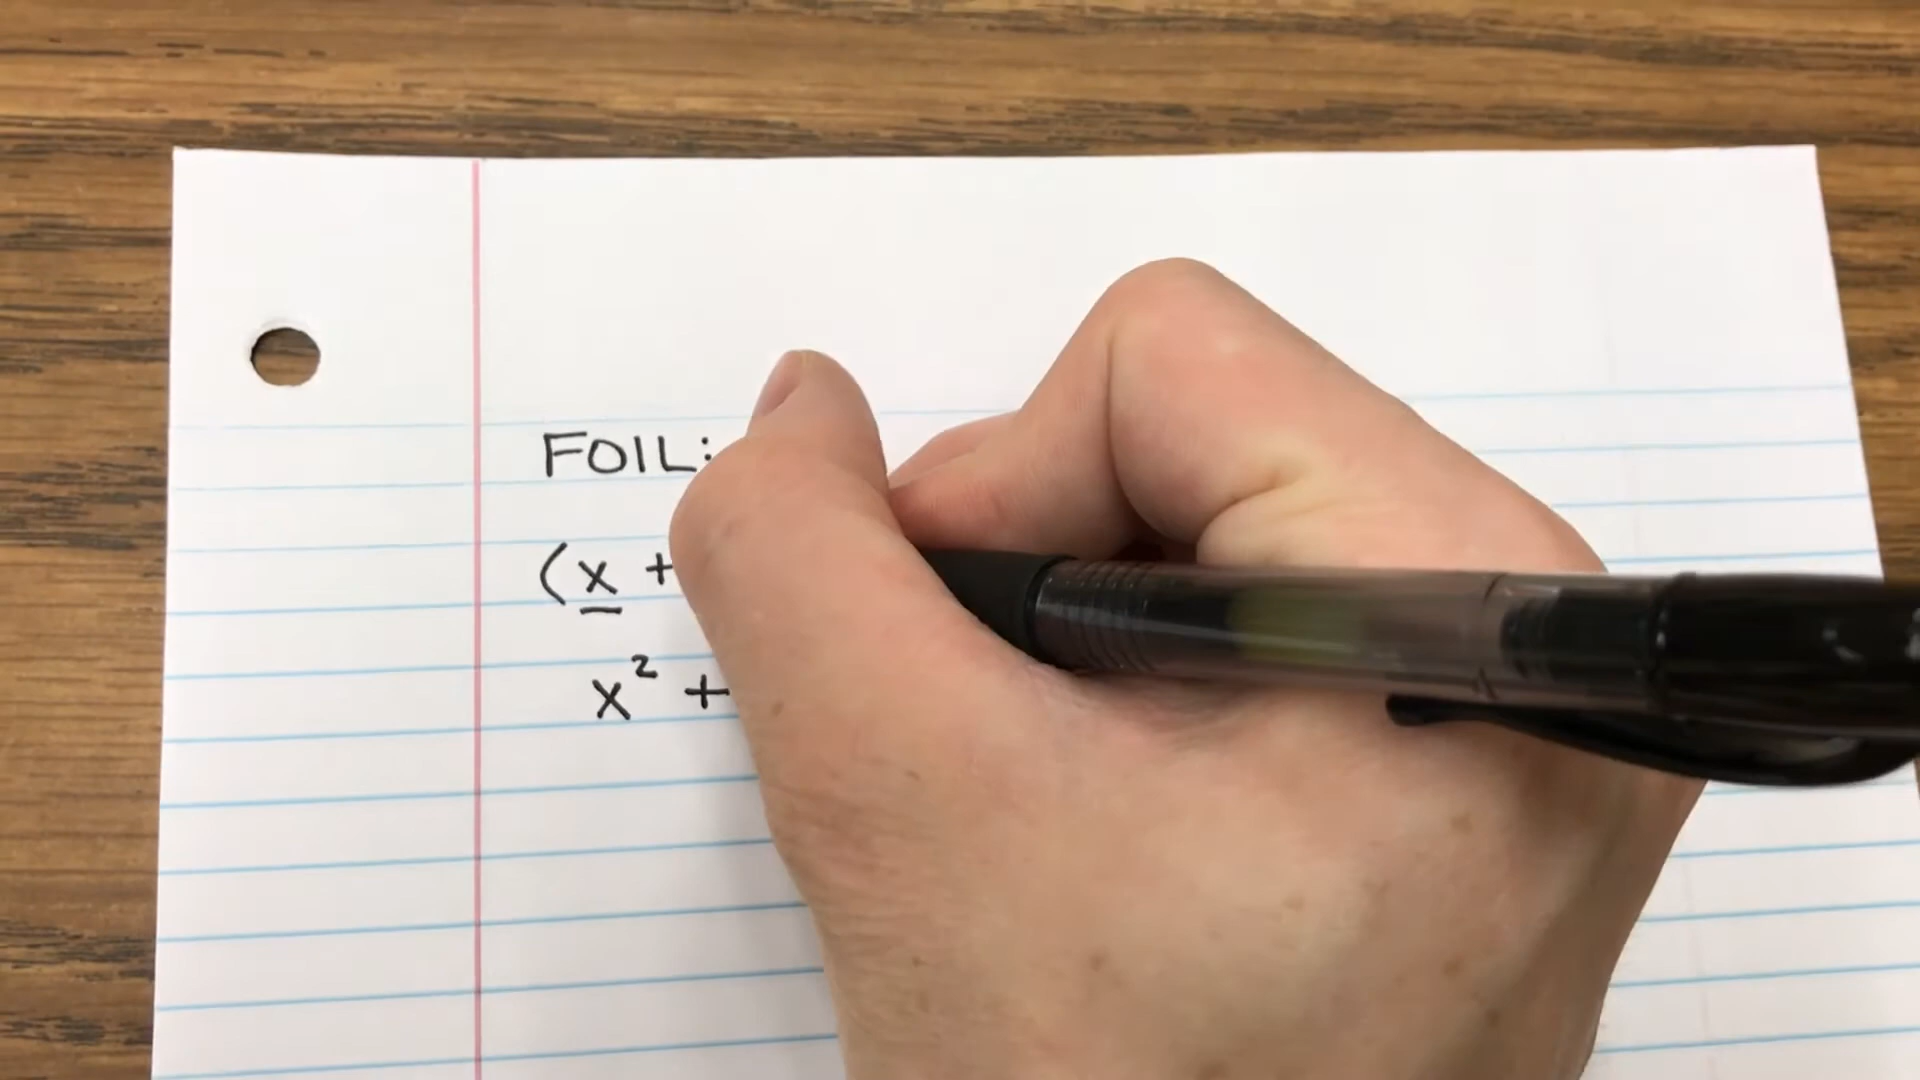 FOIL:
(x +
x² +